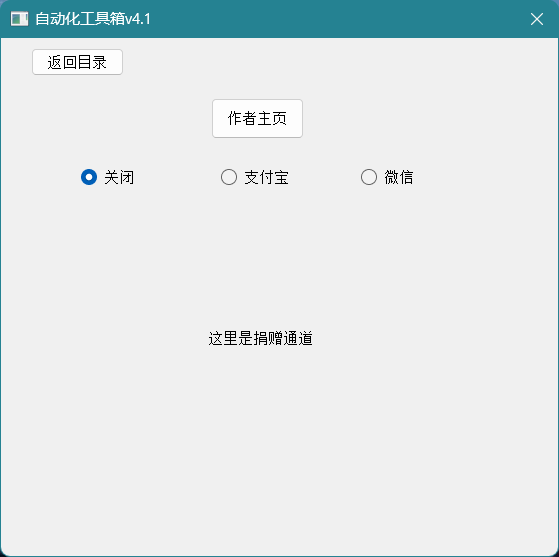 自动化工具箱v4.1
返回目录
作者主页
关闭 支付宝 微信
这里是捐赠通道